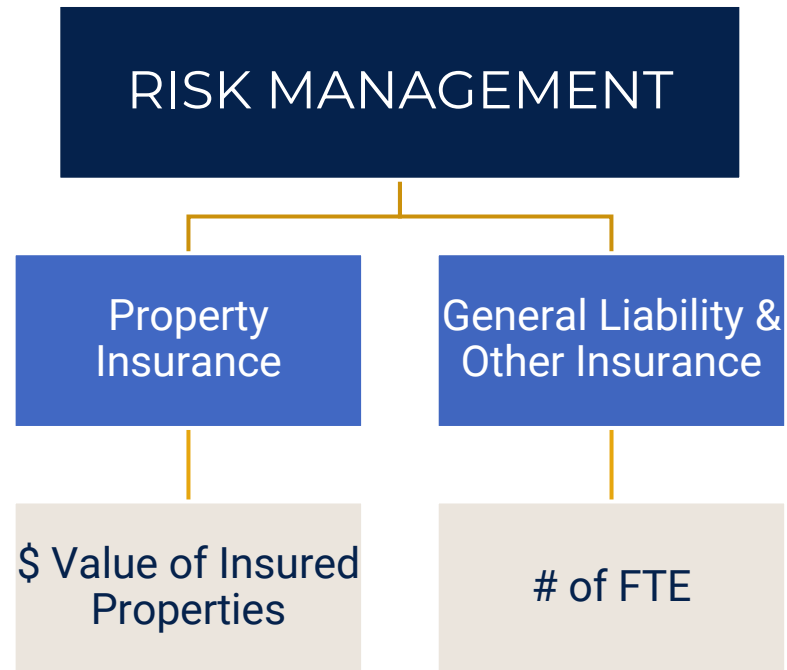 RISK MANAGEMENT
Property
Insurance
General Liability &
Other Insurance
$ Value of Insured
Properties
# of FTE